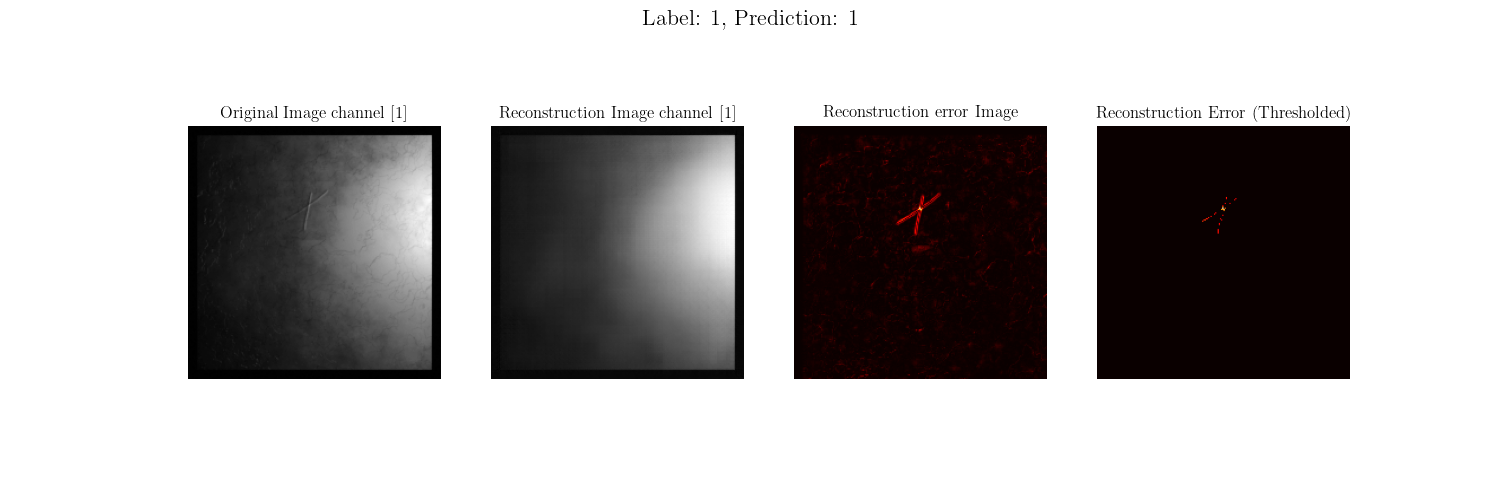 Label: 1, Prediction: 1
Original Image channel [1]
Reconstruction Image channel [1]
Reconstruction error Image
Reconstruction Error (Thresholded)